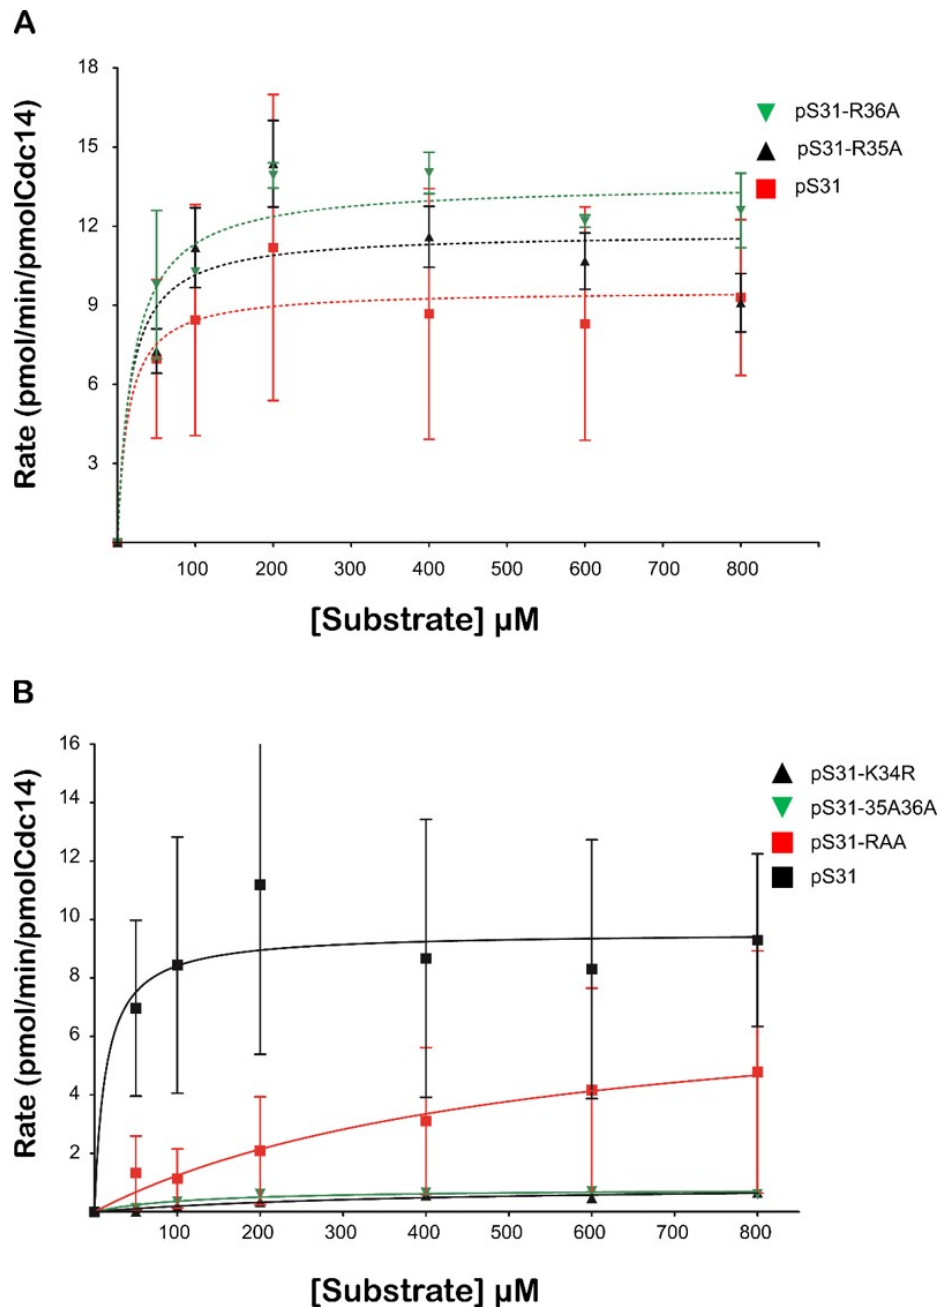 A
Rate (pmol/min/pmolCdc14)
18
15
12
9
6
3
100 200 300 400 500 600 700 800
[Substrate] µM
pS31-R36A
pS31-R35A
pS31
B
Rate (pmol/min/pmolCdc14)
16
14
12
10
8
6
4
2
100 200 300 400 500 600 700 800
[Substrate] µM
pS31-K34R
pS31-35A36A
pS31-RAA
pS31